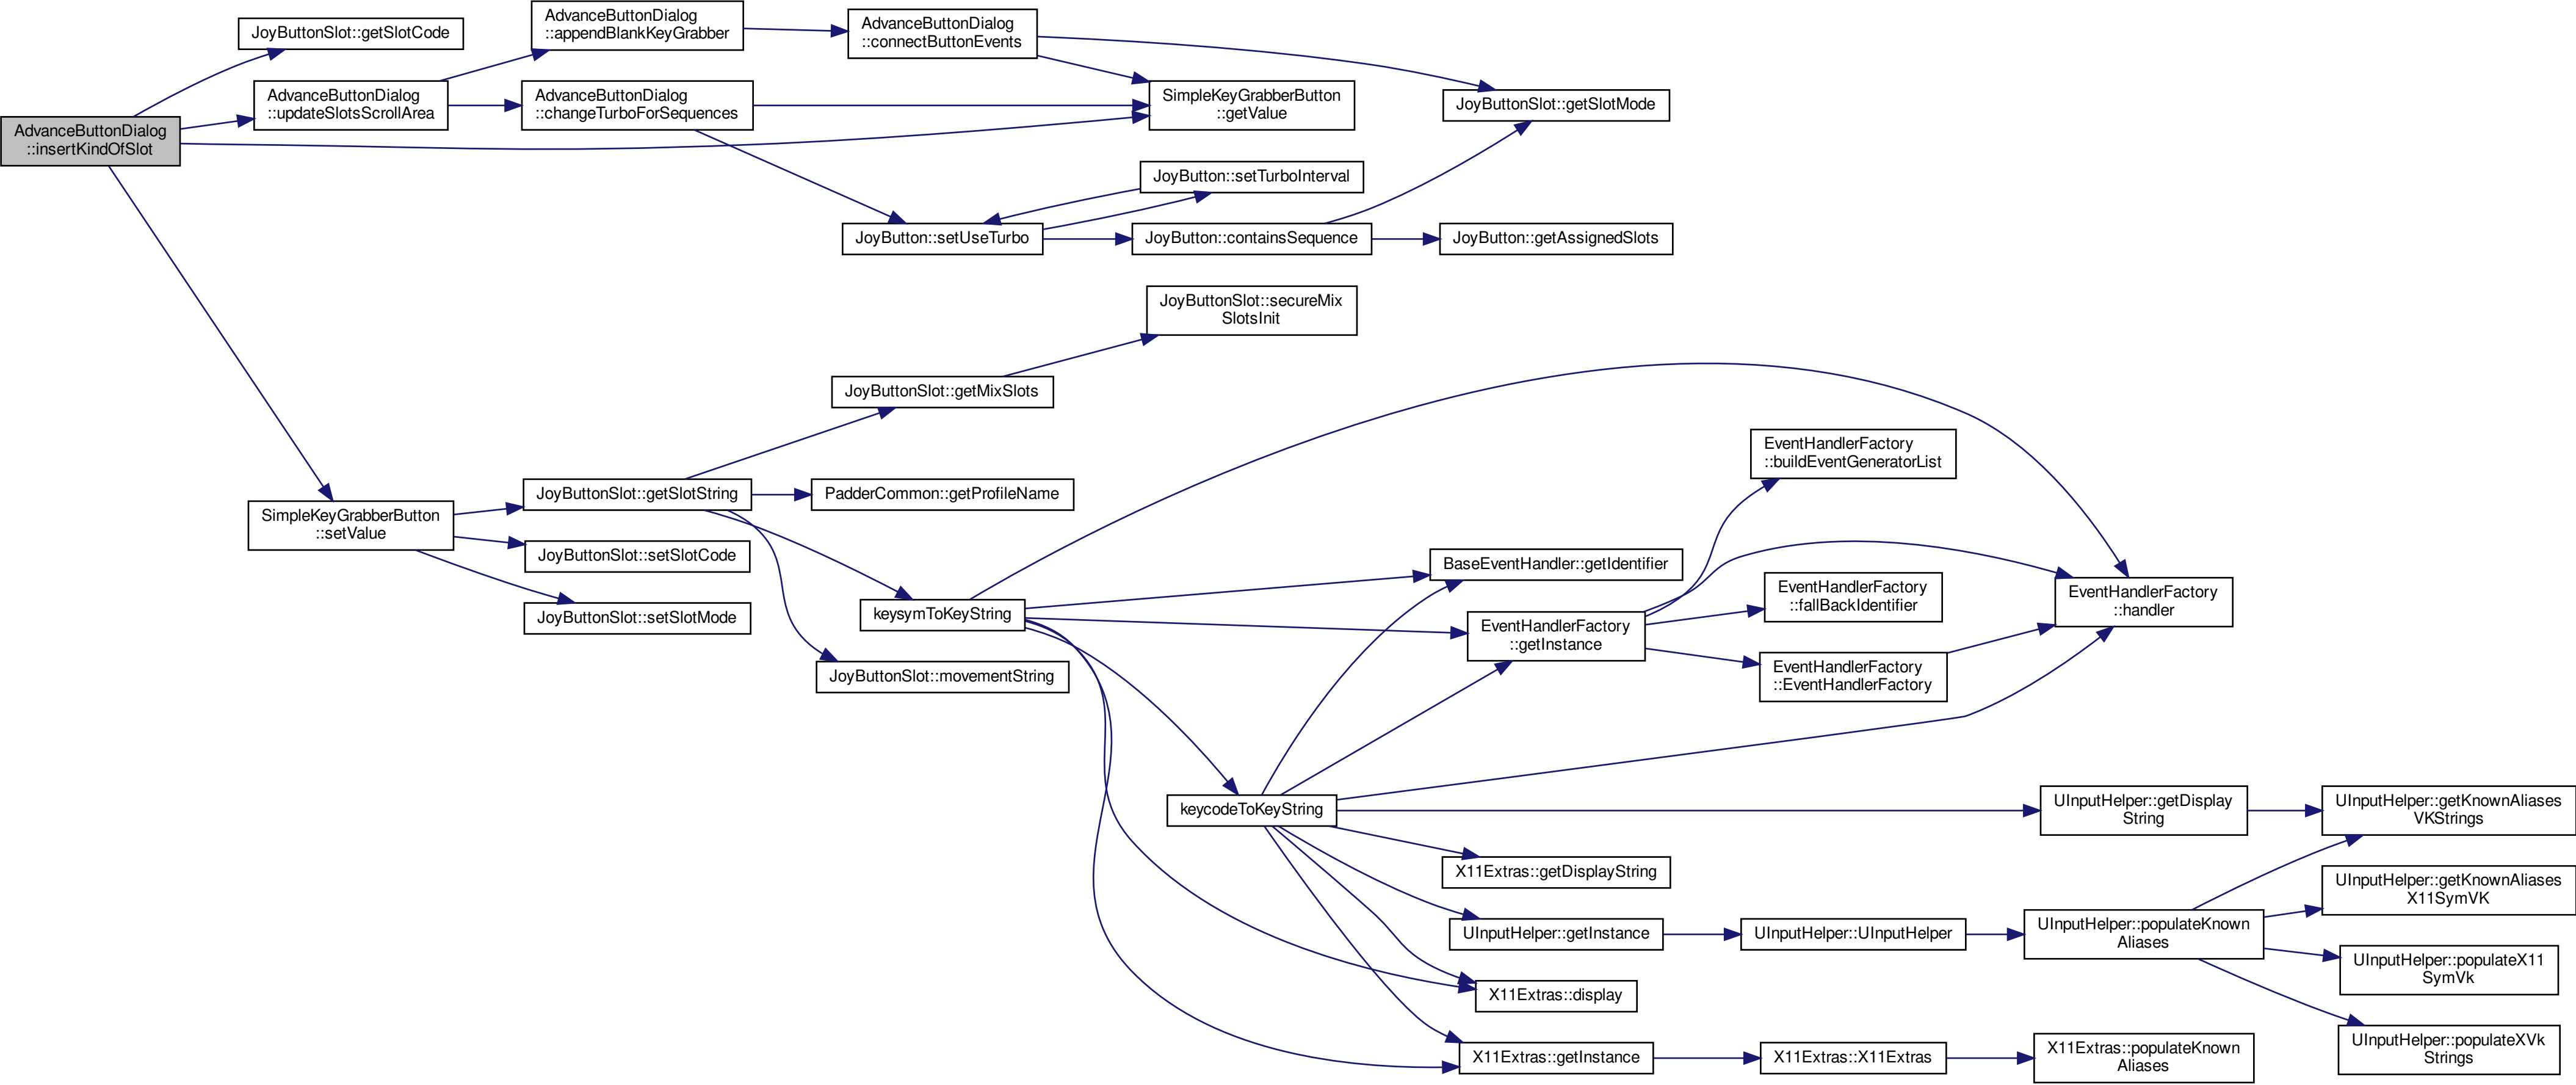 AdvanceButtonDialog
::insertKindOfSlot
JoyButtonSlot::getSlotCode
AdvanceButtonDialog
::updateSlotsScrollArea
AdvanceButtonDialog
::appendBlankKeyGrabber
AdvanceButtonDialog
::changeTurboForSequences
AdvanceButtonDialog
::connectButtonEvents
SimpleKeyGrabberButton
::getValue
JoyButtonSlot::getSlotMode
JoyButton::setTurboInterval
JoyButton::setUseTurbo
JoyButton::containsSequence
JoyButton::getAssignedSlots
JoyButtonSlot::secureMix
SlotsInit
JoyButtonSlot::getMixSlots
SimpleKeyGrabberButton
::setValue
JoyButtonSlot::getSlotString
JoyButtonSlot::setSlotCode
JoyButtonSlot::setSlotMode
PadderCommon::getProfileName
keysymToKeyString
JoyButtonSlot::movementString
BaseEventHandler::getIdentifier
EventHandlerFactory
::getInstance
EventHandlerFactory
::buildEventGeneratorList
EventHandlerFactory
::fallBackIdentifier
EventHandlerFactory
::EventHandlerFactory
EventHandlerFactory
::handler
keycodeToKeyString
UInputHelper::getDisplay
String
UInputHelper::getKnownAliases
VKStrings
X11Extras::getDisplayString
UInputHelper::getInstance
UInputHelper::UInputHelper
UInputHelper::populateKnown
Aliases
UInputHelper::getKnownAliases
X11SymVK
UInputHelper::populateX11
SymVk
UInputHelper::populateXVk
Strings
X11Extras::display
X11Extras::getInstance
X11Extras::X11Extras
X11Extras::populateKnown
Aliases